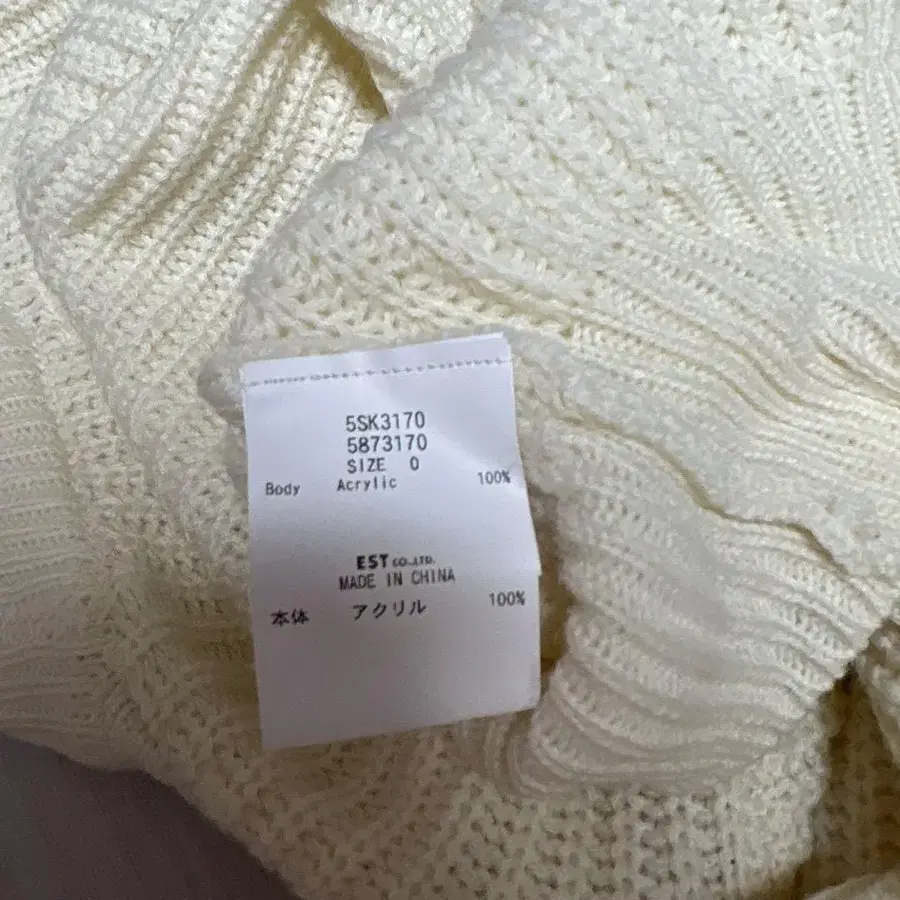 5SK3170
5873170
SIZE 0
Body Acrylic 100%
EST CO.,LTD.
MADE IN CHINA
本体 アクリル 100%